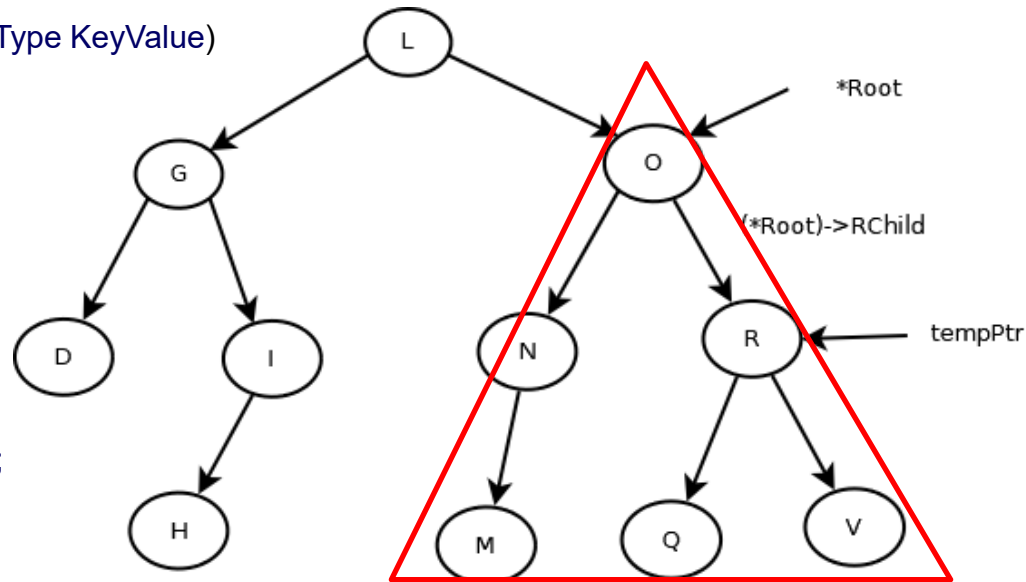 Type KeyValue)
L
*Root
O
G
(*Root)->RChild
tempPtr
R
N
D
I
;
H
M
Q
V